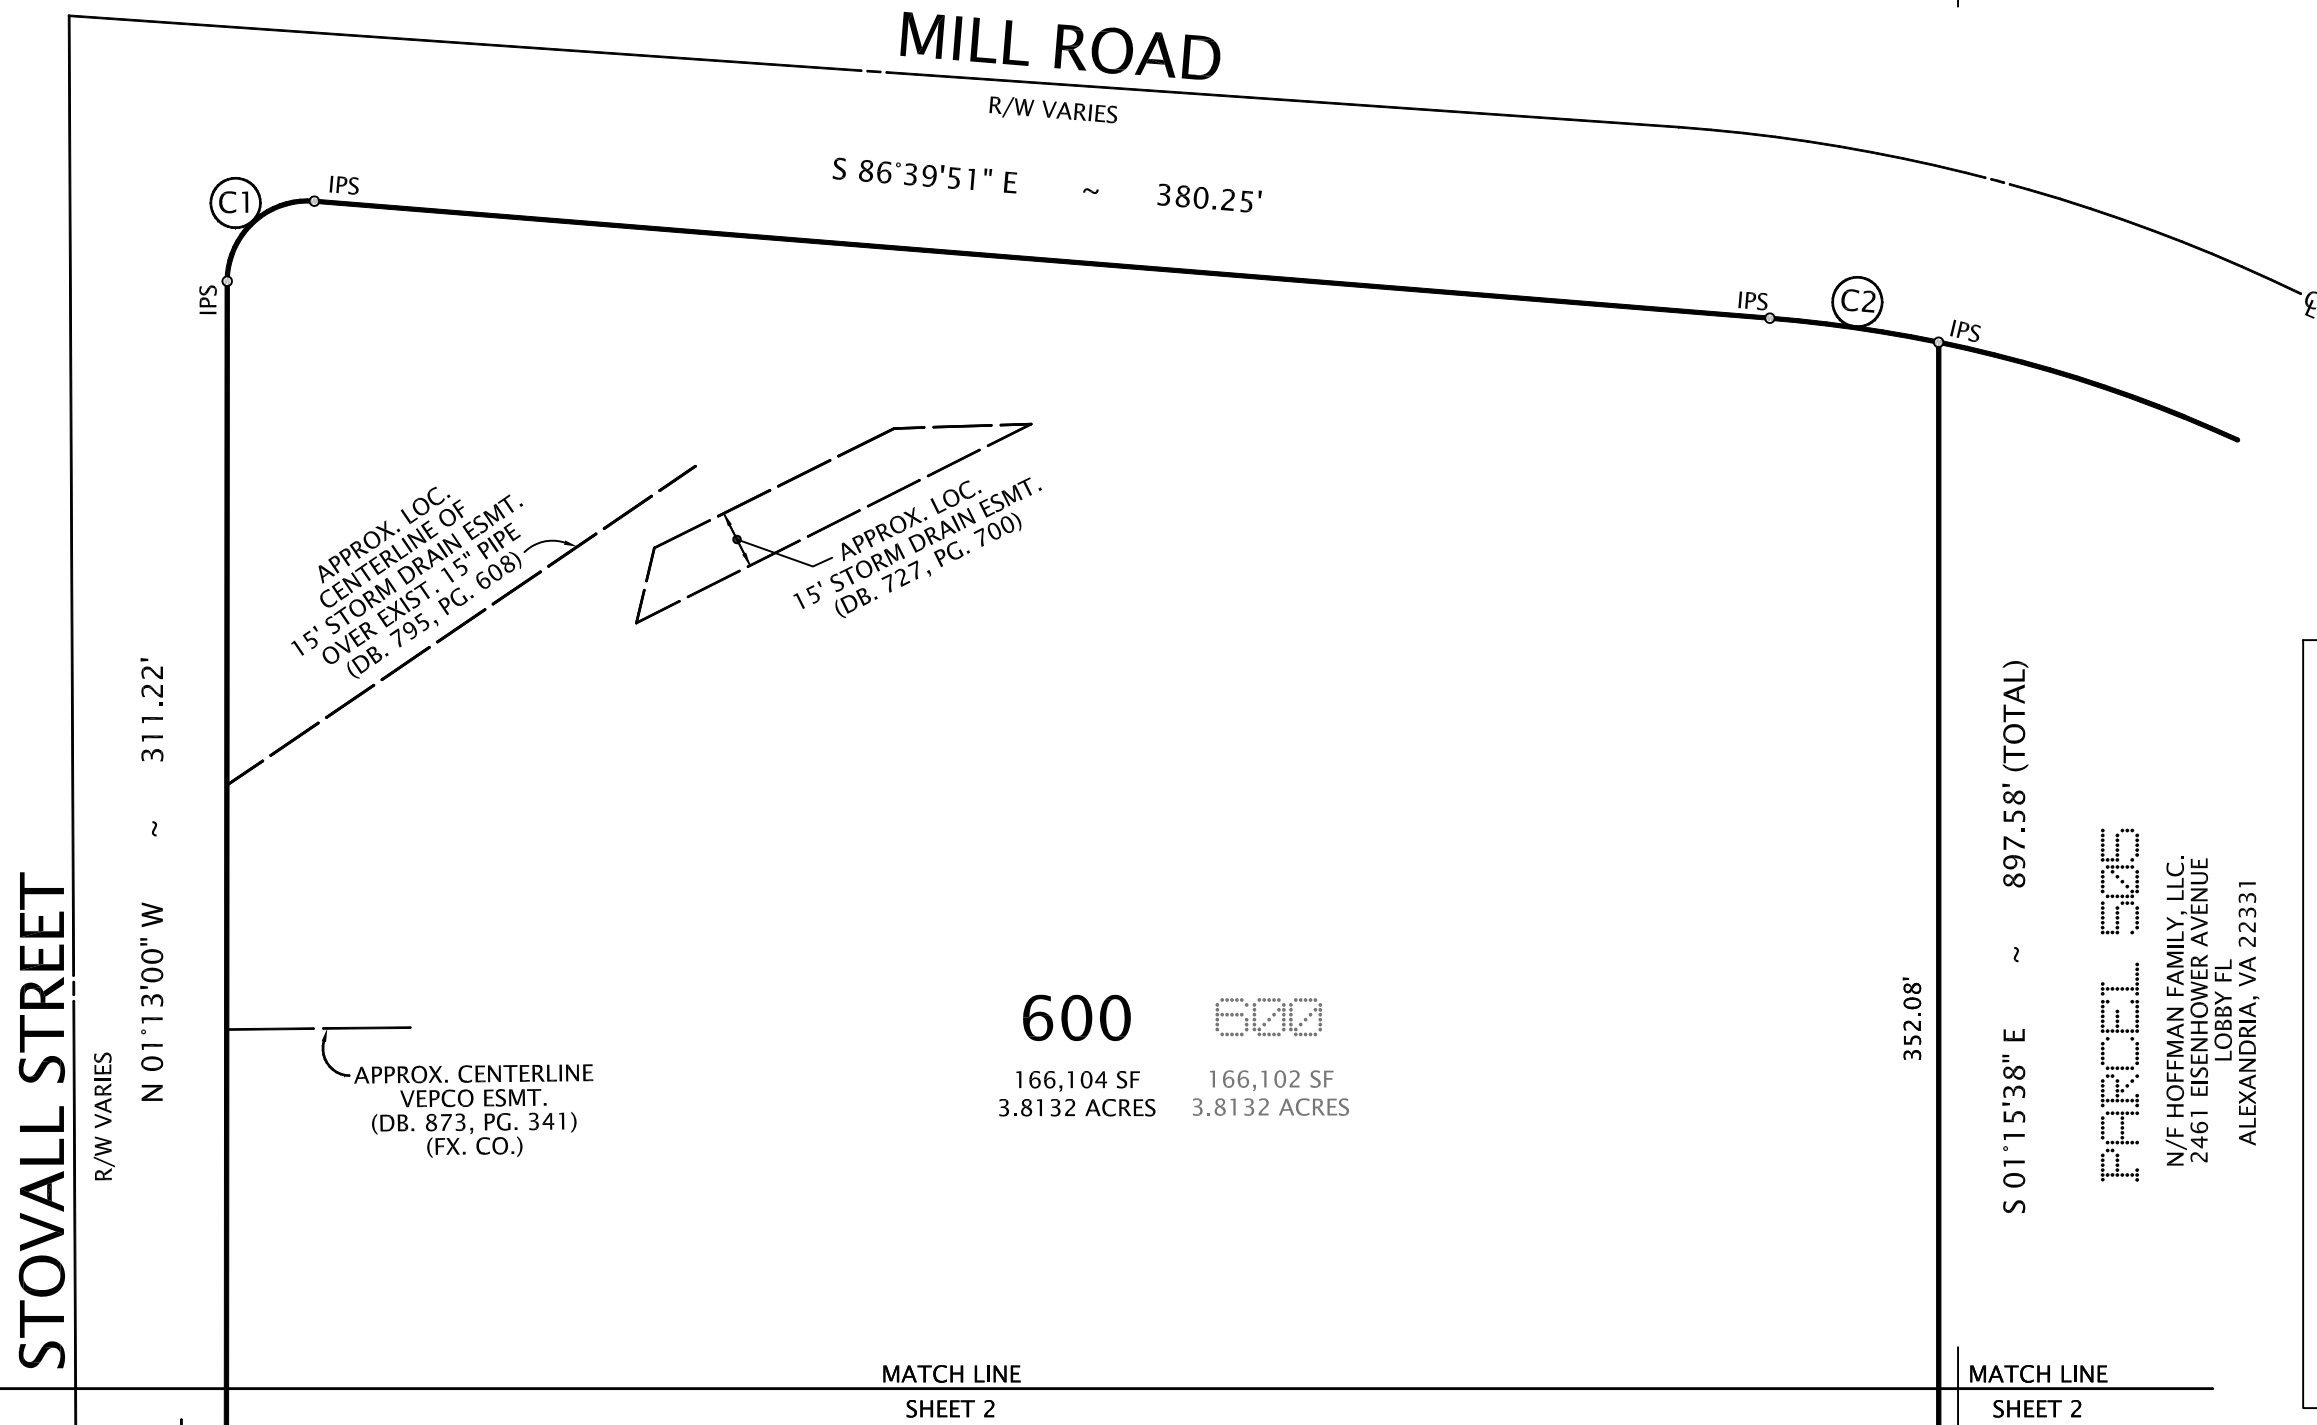 MILL ROAD
R/W VARIES
S 86°39'51" E ~ 380.25'
C1
IPS
IPS
IPS
C2
IPS
APPROX. LOC.
CENTERLINE OF
15' STORM DRAIN ESMT.
OVER EXIST. 15" PIPE
(DB. 795, PG. 608)
APPROX. LOC.
15' STORM DRAIN ESMT.
(DB. 727, PG. 700)
STOVALL STREET
R/W VARIES
N 01°13'00" W ~ 311.22'
APPROX. CENTERLINE
VEPCO ESMT.
(DB. 873, PG. 341)
(FX. CO.)
600
166,104 SF
3.8132 ACRES
600
166,102 SF
3.8132 ACRES
352.08'
S 01°15'38" E ~ 897.58' (TOTAL)
PARCEL 505
N/F HOFFMAN FAMILY, LLC.
2461 EISENHOWER AVENUE
LOBBY FL
ALEXANDRIA, VA 22331
MATCH LINE
SHEET 2
MATCH LINE
SHEET 2